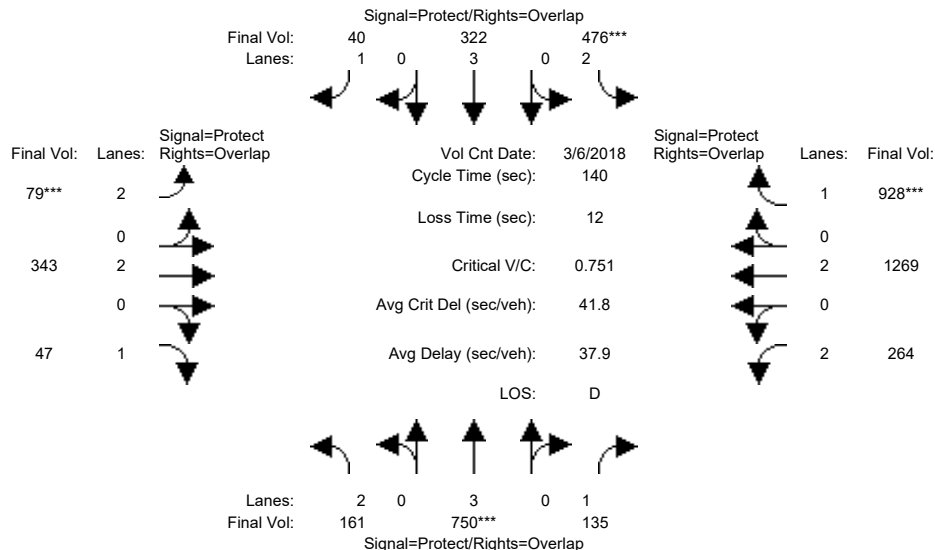 Signal=Protect/Rights=Overlap
Final Vol: 40 322 476***
Lanes: 1 0 3 0 2
Signal=Protect Signal=Protect
Final Vol: Lanes: Rights=Overlap Vol Cnt Date: 3/6/2018 Rights=Overlap Lanes: Final Vol:
Cycle Time (sec): 140
79*** 2 1 928***
Loss Time (sec): 12
0 0
343 2 Critical V/C: 0.751 2 1269
0 Avg Crit Del (sec/veh): 41.8 0
47 1 Avg Delay (sec/veh): 37.9 2 264
LOS: D
Lanes: 2 0 3 0 1
Final Vol: 161 750*** 135
Signal=Protect/Rights=Overlap